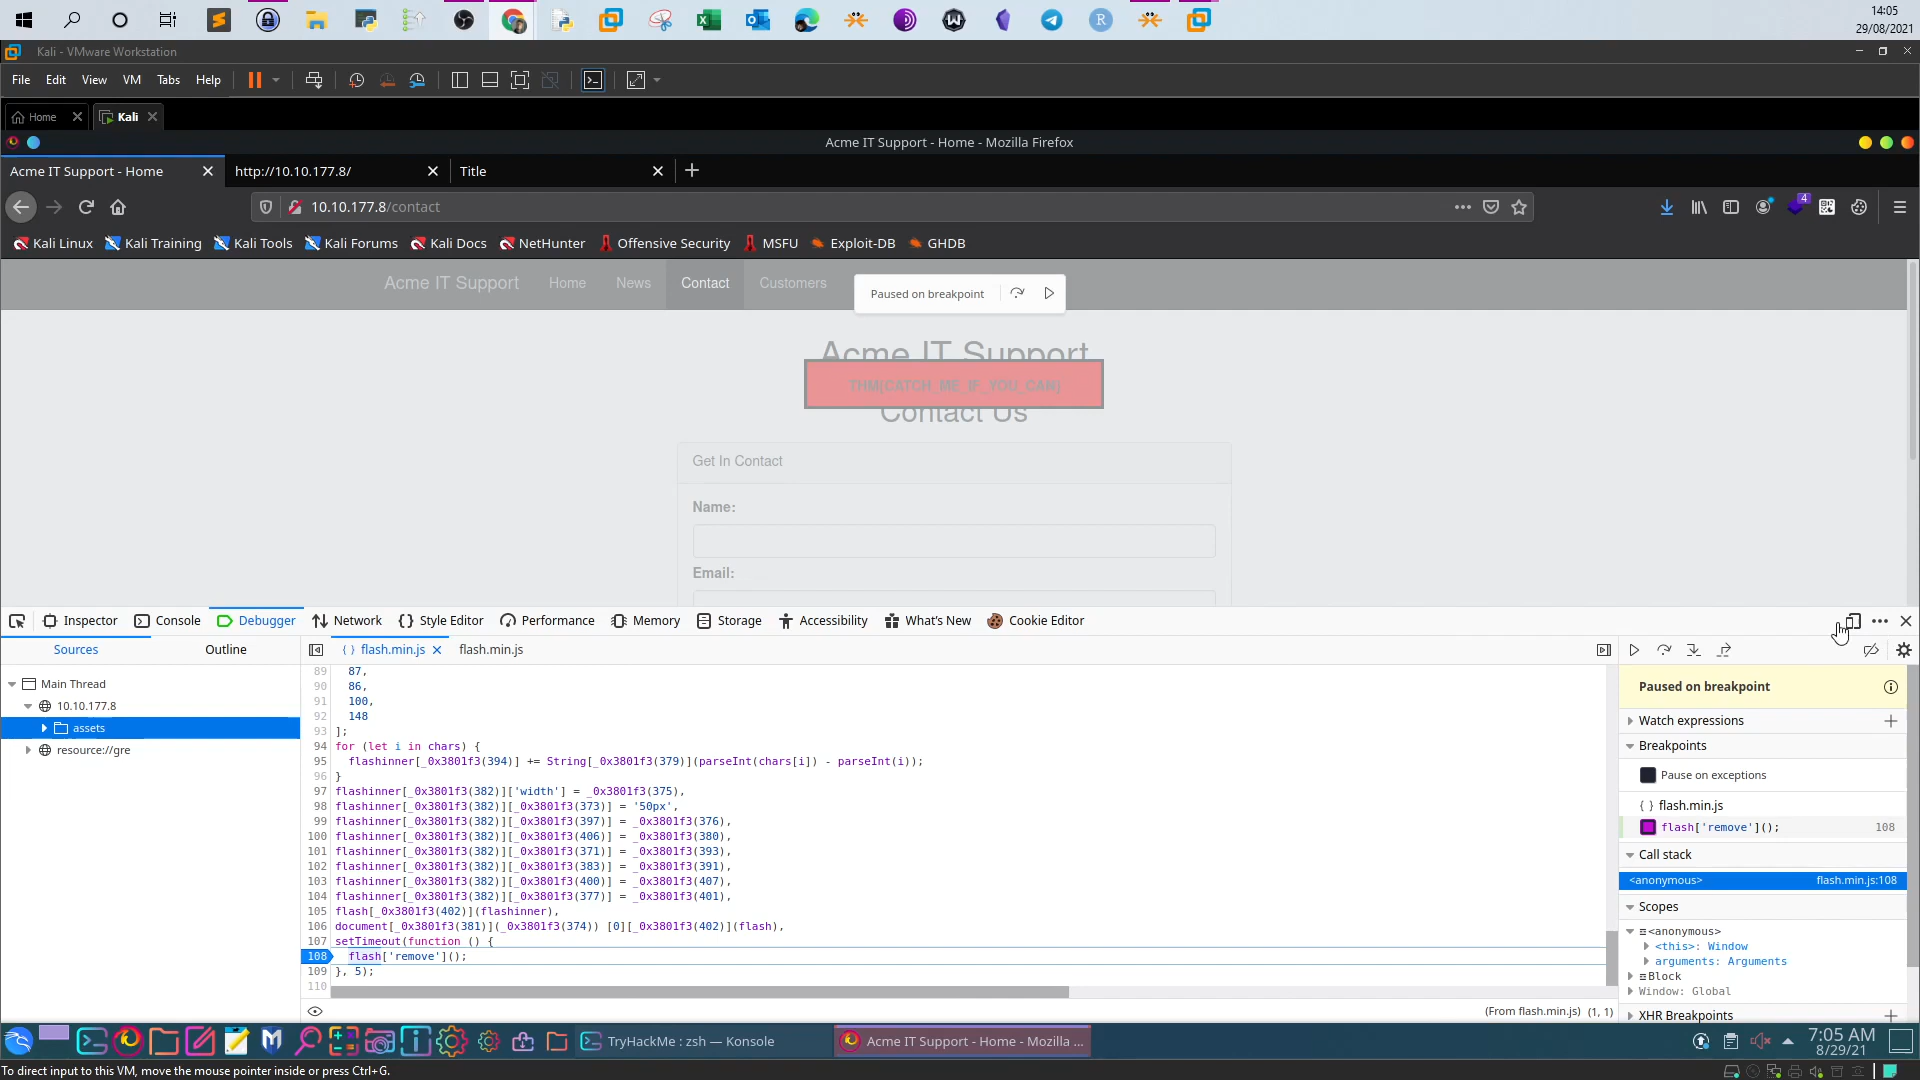 14:05
29/08/2021
Kali - VMware Workstation
File Edit View VM Tabs Help
Home Kali
Acme IT Support - Home - Mozilla Firefox
Acme IT Support - Home http://10.10.177.8/ Title
10.10.177.8/contact
4
Kali Linux Kali Training Kali Tools Kali Forums Kali Docs NetHunter Offensive Security MSFU Exploit-DB GHDB
Acme IT Support Home News Contact Customers
Paused on breakpoint
Acme IT Support
THM{CATCH_ME_IF_YOU_CAN}
Contact Us
Get In Contact
Name:
Email:
Inspector Console Debugger Network Style Editor Performance Memory Storage Accessibility What's New Cookie Editor
Sources Outline
Main Thread
10.10.177.8
assets
resource://gre
flash.min.js flash.min.js
89 87,
90 86,
91 100,
92 148
93 ];
94 for (let i in chars) {
95 flashinner[_0x3801f3(394)] += String[_0x3801f3(379)](parseInt(chars[i]) - parseInt(i));
96 }
97 flashinner[_0x3801f3(382)]['width'] = _0x3801f3(375),
98 flashinner[_0x3801f3(382)][_0x3801f3(373)] = '50px',
99 flashinner[_0x3801f3(382)][_0x3801f3(397)] = _0x3801f3(376),
100 flashinner[_0x3801f3(382)][_0x3801f3(406)] = _0x3801f3(380),
101 flashinner[_0x3801f3(382)][_0x3801f3(371)] = _0x3801f3(393),
102 flashinner[_0x3801f3(382)][_0x3801f3(383)] = _0x3801f3(391),
103 flashinner[_0x3801f3(382)][_0x3801f3(400)] = _0x3801f3(407),
104 flashinner[_0x3801f3(382)][_0x3801f3(377)] = _0x3801f3(401),
105 flash[_0x3801f3(402)](flashinner),
106 document[_0x3801f3(381)](_0x3801f3(374)) [0][_0x3801f3(402)](flash),
107 setTimeout(function () {
108 flash['remove']();
109 }, 5);
110
(From flash.min.js) (1, 1)
Paused on breakpoint
Watch expressions
Breakpoints
Pause on exceptions
flash.min.js
flash['remove'](); 108
Call stack
<anonymous> flash.min.js:108
Scopes
<anonymous>
<this>: Window
arguments: Arguments
Block
Window: Global
XHR Breakpoints
TryHackMe : zsh — Konsole
Acme IT Support - Home - Mozilla ...
7:05 AM
8/29/21
To direct input to this VM, move the mouse pointer inside or press Ctrl+G.